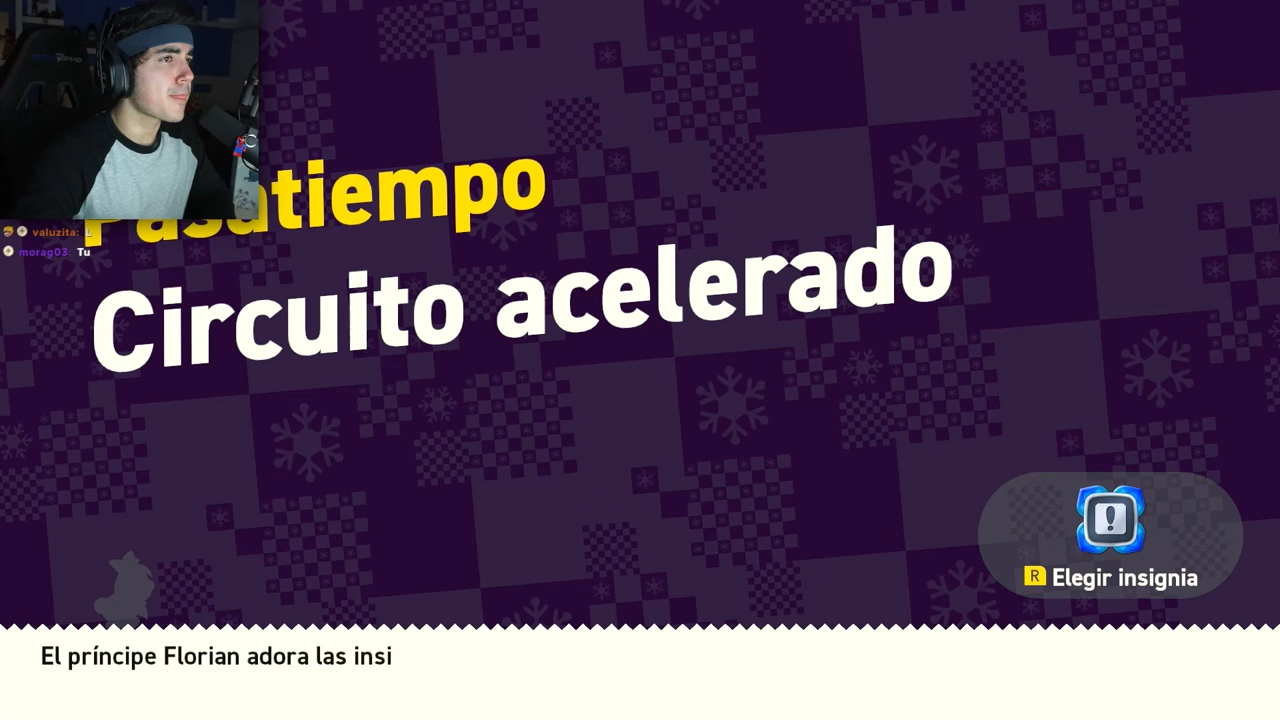 Pasatiempo
Circuito acelerado
valuzita: L
morag03: Tu
!
R Elegir insignia
El príncipe Florian adora las insi